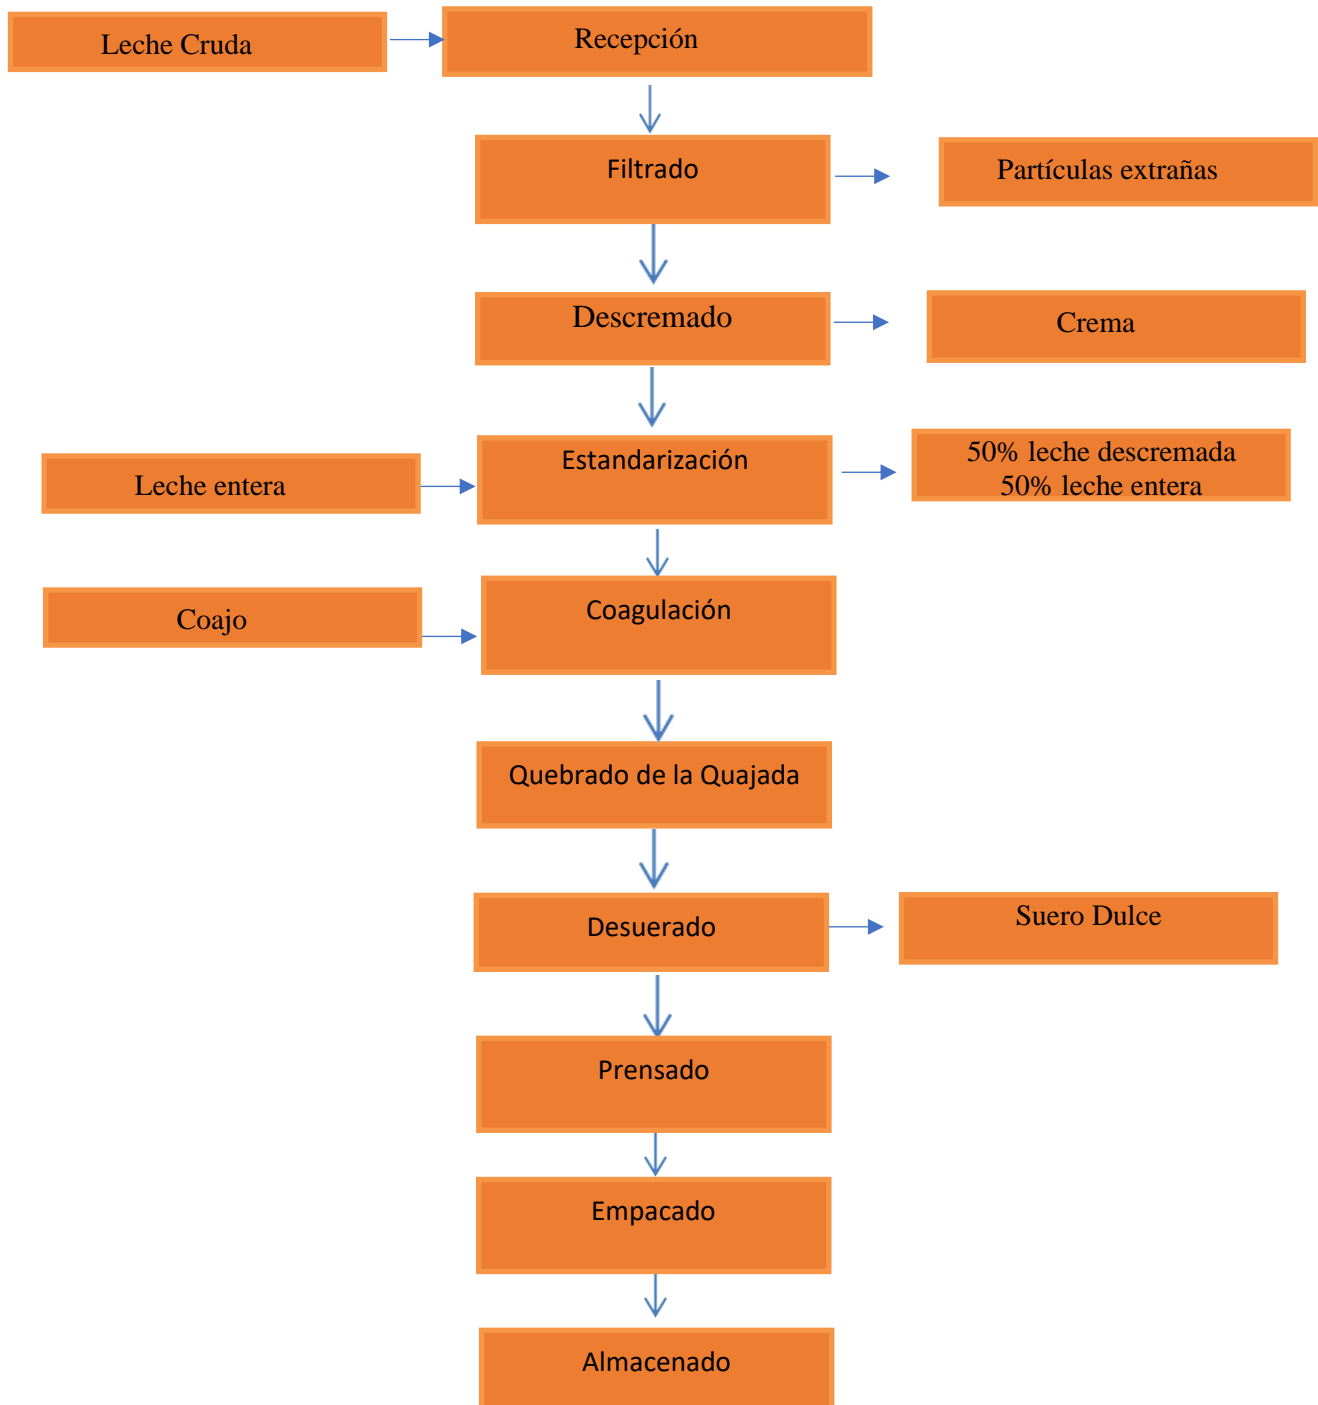 Leche Cruda
Recepción
Filtrado
Partículas extrañas
Descremado
Crema
Leche entera
Estandarización
50% leche descremada
50% leche entera
Coajo
Coagulación
Quebrado de la Quajada
Desuerado
Suero Dulce
Prensado
Empacado
Almacenado